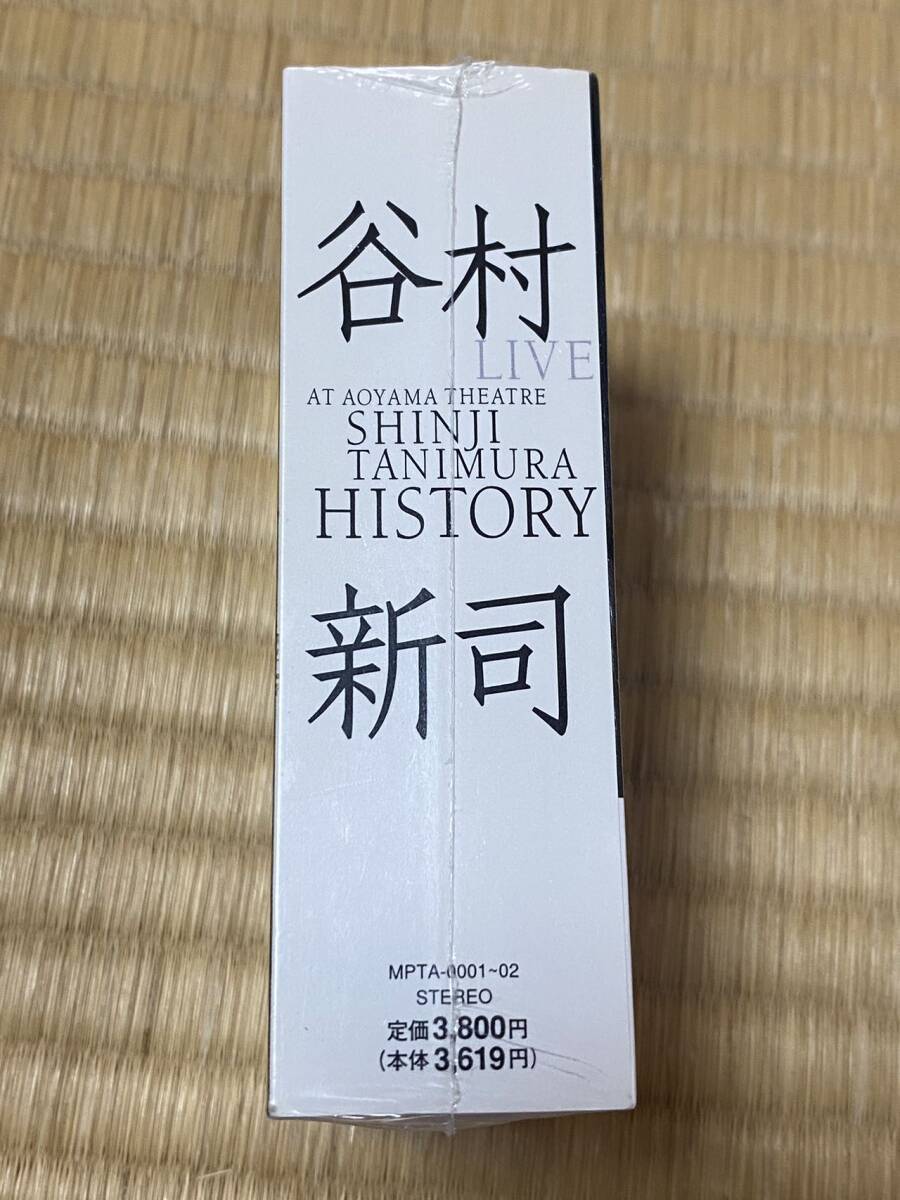 谷村
LIVE
AT AOYAMA THEATRE
SHINJI
TANIMURA
HISTORY
新司
MPTA-0001~02
STEREO
定価3,800円
(本体3,619円)